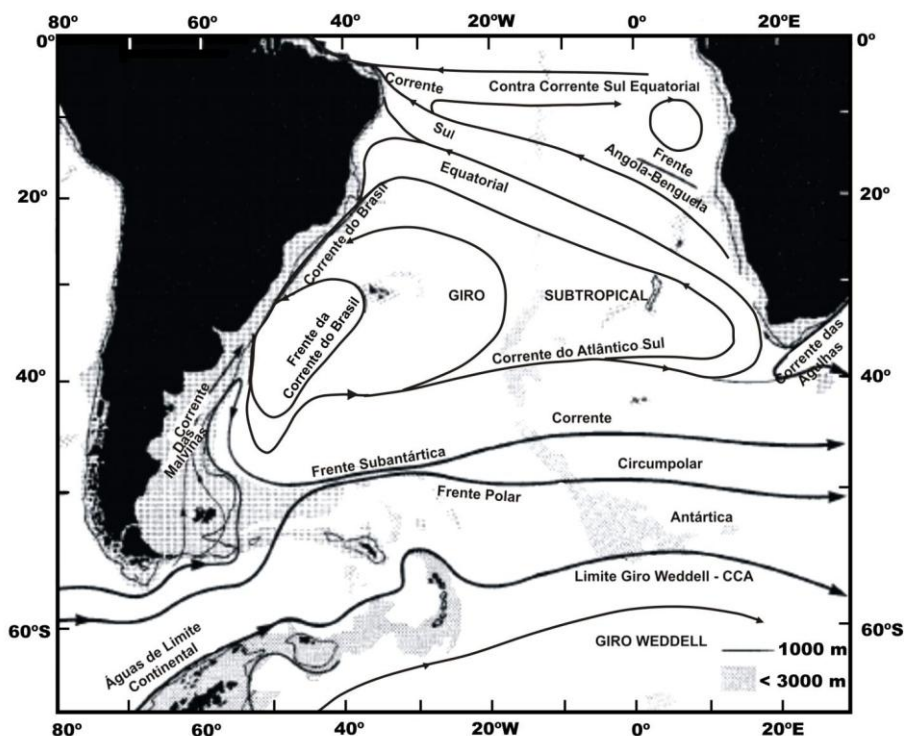 80º 60º 40º 20ºW 0º 20ºE
0º 0º
Corrente
Contra Corrente Sul Equatorial
Sul
Frente
Angola-Benguela
Equatorial
20º 20º
Corrente do Brasil
GIRO SUBTROPICAL
Frente da
Corrente do Brasil
Corrente do Atlântico Sul
Corrente das
Agulhas
40º 40º
Corrente
Das
Malvinas
Corrente
Frente Subantártica
Circumpolar
Frente Polar
Antártica
Limite Giro Weddell - CCA
60ºS 60º
Águas de Limite
Continental
GIRO WEDDELL
1000 m
< 3000 m
80º 60º 40º 20ºW 0º 20ºE